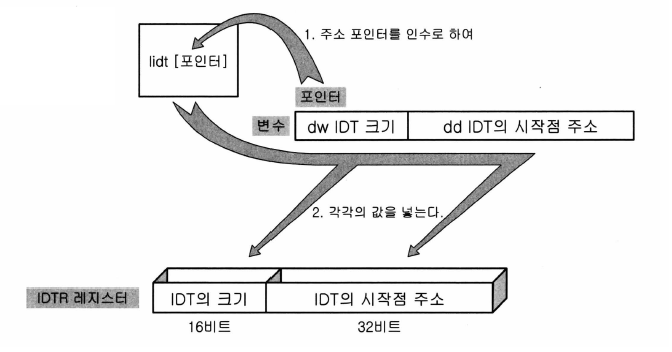 1. 주소 포인터를 인수로 하여
lidt [포인터]
포인터
변수 dw IDT 크기 dd IDT의 시작점 주소
2. 각각의 값을 넣는다.
IDTR 레지스터 IDT의 크기 IDT의 시작점 주소
16비트 32비트